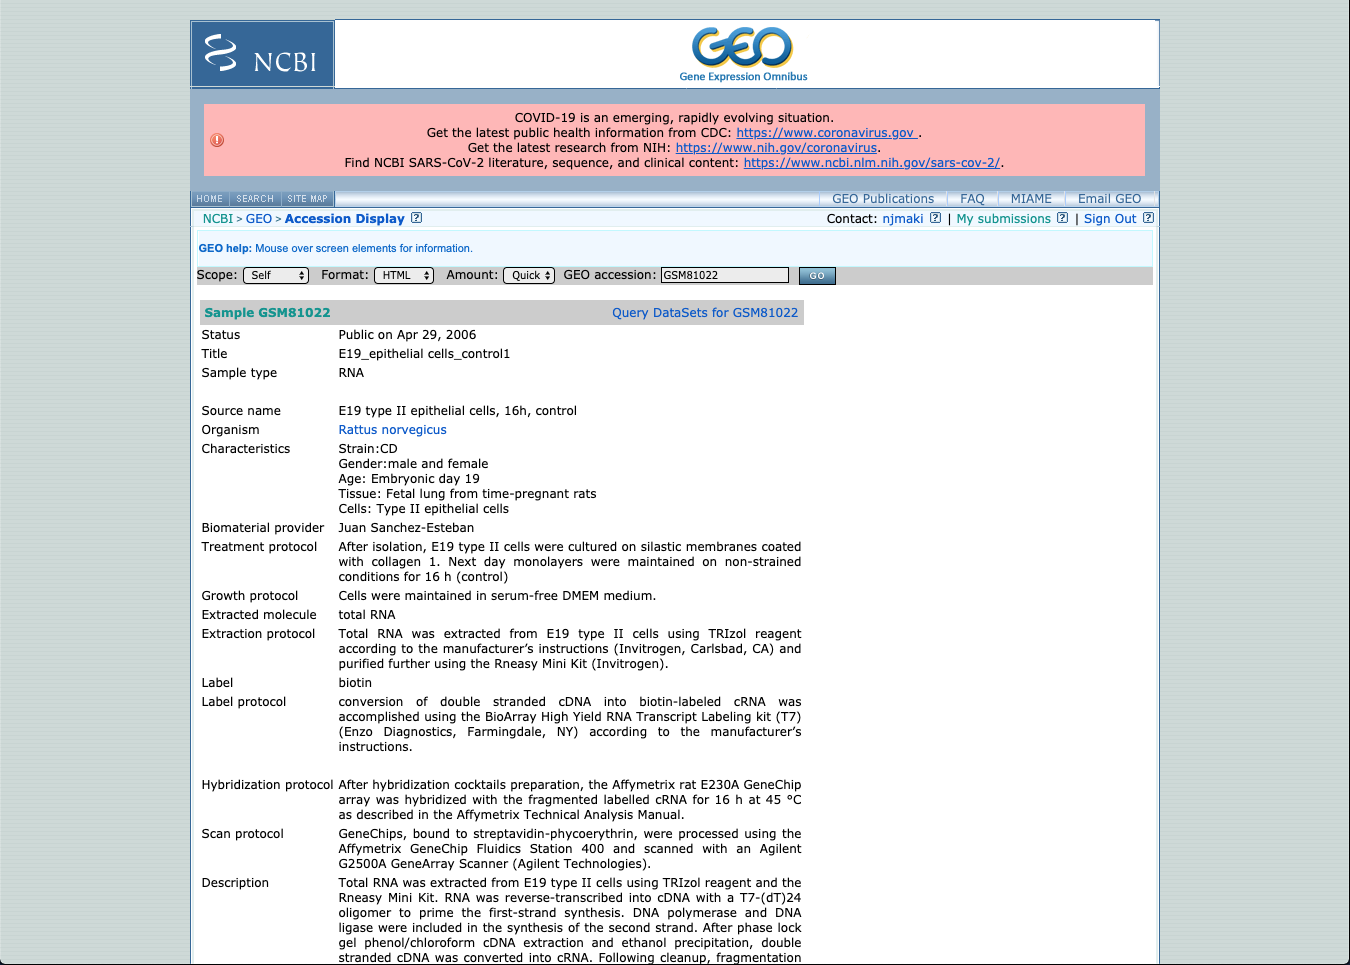 NCBI
GEO
Gene Expression Omnibus
COVID-19 is an emerging, rapidly evolving situation.
Get the latest public health information from CDC: https://www.coronavirus.gov .
Get the latest research from NIH: https://www.nih.gov/coronavirus.
Find NCBI SARS-CoV-2 literature, sequence, and clinical content: https://www.ncbi.nlm.nih.gov/sars-cov-2/.
HOME SEARCH SITE MAP GEO Publications FAQ MIAME Email GEO
NCBI > GEO > Accession Display ? Contact: njmaki ? | My submissions ? | Sign Out ?
GEO help: Mouse over screen elements for information.
Scope: Self Format: HTML Amount: Quick GEO accession: GSM81022 GO
Sample GSM81022 Query DataSets for GSM81022
Status Public on Apr 29, 2006
Title E19_epithelial cells_control1
Sample type RNA
Source name E19 type II epithelial cells, 16h, control
Organism Rattus norvegicus
Characteristics Strain:CD
Gender:male and female
Age: Embryonic day 19
Tissue: Fetal lung from time-pregnant rats
Cells: Type II epithelial cells
Biomaterial provider Juan Sanchez-Esteban
Treatment protocol After isolation, E19 type II cells were cultured on silastic membranes coated
with collagen 1. Next day monolayers were maintained on non-strained
conditions for 16 h (control)
Growth protocol Cells were maintained in serum-free DMEM medium.
Extracted molecule total RNA
Extraction protocol Total RNA was extracted from E19 type II cells using TRIzol reagent
according to the manufacturer’s instructions (Invitrogen, Carlsbad, CA) and
purified further using the Rneasy Mini Kit (Invitrogen).
Label biotin
Label protocol conversion of double stranded cDNA into biotin-labeled cRNA was
accomplished using the BioArray High Yield RNA Transcript Labeling kit (T7)
(Enzo Diagnostics, Farmingdale, NY) according to the manufacturer’s
instructions.
Hybridization protocol After hybridization cocktails preparation, the Affymetrix rat E230A GeneChip
array was hybridized with the fragmented labelled cRNA for 16 h at 45 °C
as described in the Affymetrix Technical Analysis Manual.
Scan protocol GeneChips, bound to streptavidin-phycoerythrin, were processed using the
Affymetrix GeneChip Fluidics Station 400 and scanned with an Agilent
G2500A GeneArray Scanner (Agilent Technologies).
Description Total RNA was extracted from E19 type II cells using TRIzol reagent and the
Rneasy Mini Kit. RNA was reverse-transcribed into cDNA with a T7-(dT)24
oligomer to prime the first-strand synthesis. DNA polymerase and DNA
ligase were included in the synthesis of the second strand. After phase lock
gel phenol/chloroform cDNA extraction and ethanol precipitation, double
stranded cDNA was converted into cRNA. Following cleanup, fragmentation